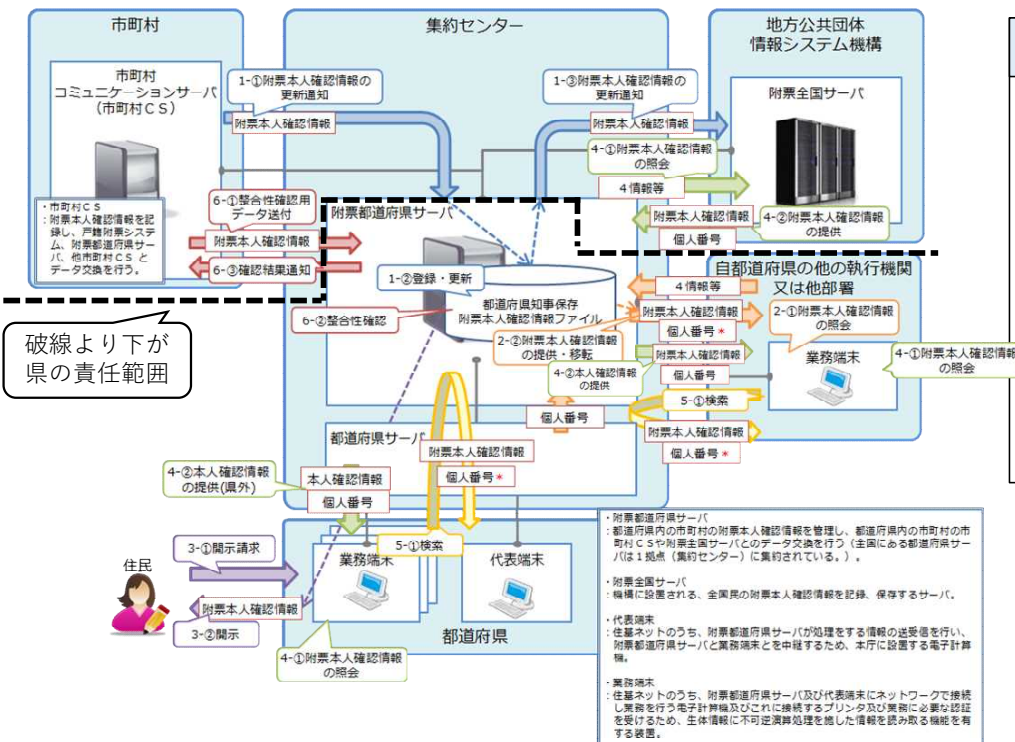 市町村
集約センター
地方公共団体
情報システム機構
市町村
コミュニケーションサーバ
(市町村CS)
1-①附票本人確認情報の
更新通知
附票本人確認情報
1-③附票本人確認情報の
更新通知
附票本人確認情報
附票全国サーバ
4-①附票本人確認情報
の照会
4情報等
附票本人確認情報
個人番号
4-②附票本人確認情報
の提供
・市町村CS
:附票本人確認情報を記
録し、戸籍附票システ
ム、附票都道府県サー
バ、他市町村CS と
データ交換を行う。
6-①整合性確認用
データ送付
附票本人確認情報
6-③確認結果通知
附票都道府県サーバ
1-②登録・更新
都道府県知事保存
附票本人確認情報ファイル
6-②整合性確認
自都道府県の他の執行機関
又は他部署
4情報等
附票本人確認情報
個人番号*
2-①附票本人確認情報
の照会
2-②附票本人確認情報
の提供・移転
附票本人確認情報
個人番号
4-②本人確認情報
の提供
業務端末
4-①附票本人確認情報
の照会
5-①検索
附票本人確認情報
個人番号*
破線より下が
県の責任範囲
個人番号
都道府県サーバ
附票本人確認情報
個人番号*
4-②本人確認情報
の提供(県外)
本人確認情報
個人番号
住民
3-①開示請求
附票本人確認情報
3-②開示
業務端末
5-①検索
代表端末
都道府県
4-①附票本人確認情報
の照会
・附票都道府県サーバ
:都道府県内の市町村の附票本人確認情報を管理し、都道府県内の市町村の市
町村CSや附票全国サーバとのデータ交換を行う(全国にある都道府県サー
バは1拠点(集約センター)に集約されている。)。
・附票全国サーバ
:機構に設置される、全国民の附票本人確認情報を記録、保存するサーバ。
・代表端末
:住基ネットのうち、附票都道府県サーバが処理をする情報の送受信を行い、
附票都道府県サーバと業務端末とを中継するため、本庁に設置する電子計算
機。
・業務端末
:住基ネットのうち、附票都道府県サーバ及び代表端末にネットワークで接続
し業務を行う電子計算機及びこれに接続するプリンタ及び業務に必要な認証
を受けるため、生体情報に不可逆演算処理を施した情報を読み取る機能を有
する装置。